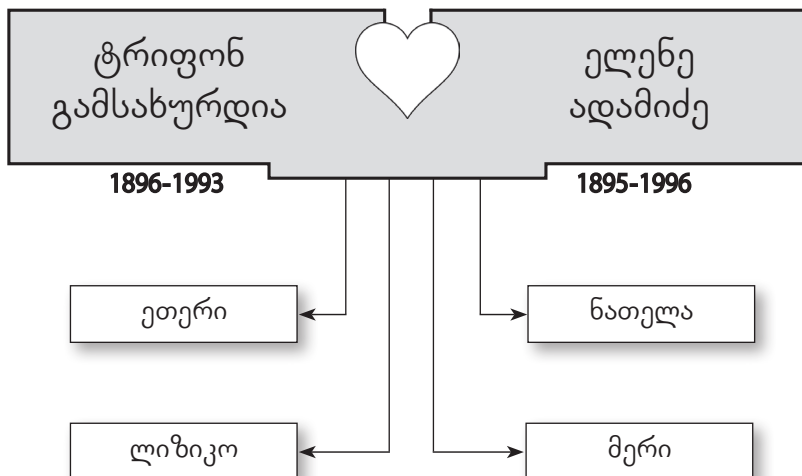 ტრიფონ
გამსახურდია
ელენე
ადამიძე
1896-1993
1895-1996
ეთერი
ნათელა
ლიზიკო
მერი